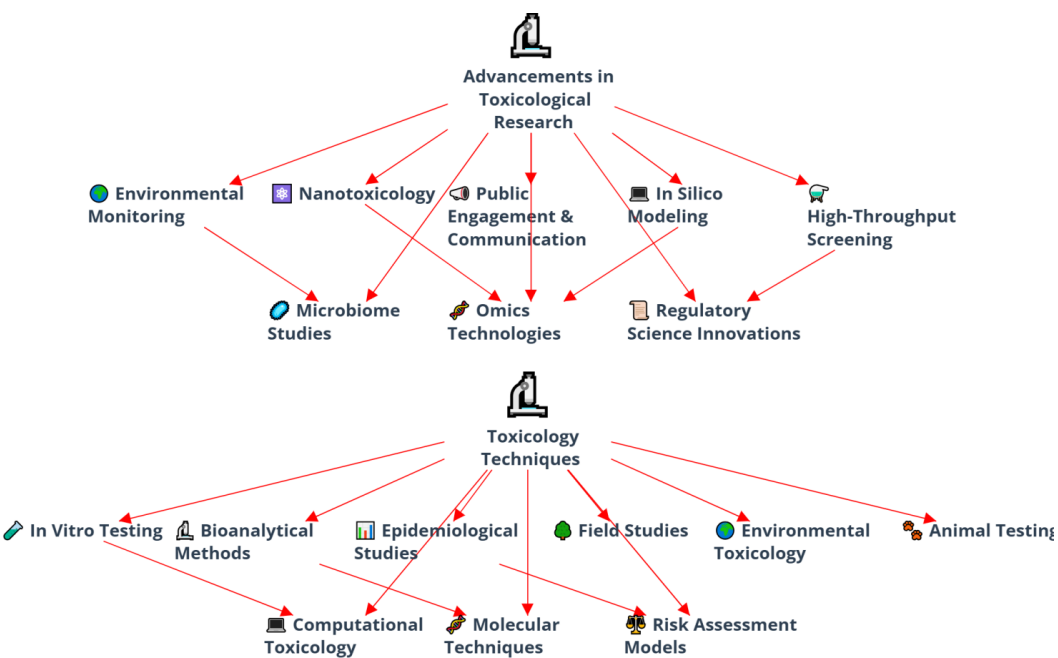 Advancements in
Toxicological
Research
Environmental
Monitoring
Nanotoxicology
Public
Engagement &
Communication
In Silico
Modeling
High-Throughput
Screening
Microbiome
Studies
Omics
Technologies
Regulatory
Science Innovations
Toxicology
Techniques
In Vitro Testing
Bioanalytical
Methods
Epidemiological
Studies
Field Studies
Environmental
Toxicology
Animal Testing
Computational
Toxicology
Molecular
Techniques
Risk Assessment
Models